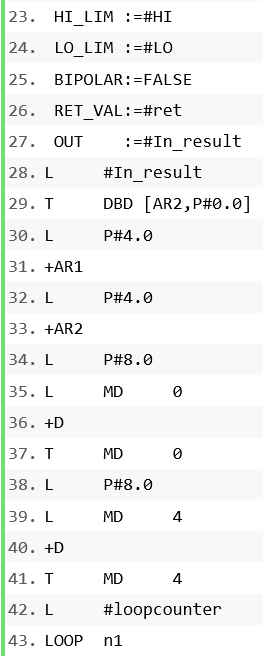 23. HI_LIM :=#HI
24. LO_LIM :=#LO
25. BIPOLAR:=FALSE
26. RET_VAL:=#ret
27. OUT    :=#In_result
28. L     #In_result
29. T     DBD [AR2,P#0.0]
30. L     P#4.0
31. +AR1
32. L     P#4.0
33. +AR2
34. L     P#8.0
35. L     MD     0
36. +D
37. T     MD     0
38. L     P#8.0
39. L     MD     4
40. +D
41. T     MD     4
42. L     #loopcounter
43. LOOP  n1